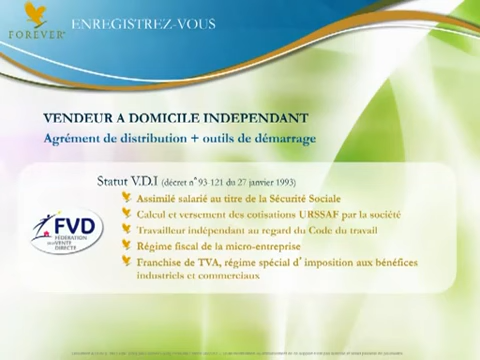 FOREVER
ENREGISTREZ-VOUS
VENDEUR A DOMICILE INDEPENDANT
Agrément de distribution + outils de démarrage
Statut V.D.I (décret n°93-121 du 27 janvier 1993)
Assimilé salarié au titre de la Sécurité Sociale
Calcul et versement des cotisations URSSAF par la société
Travailleur indépendant au regard du Code du travail
Régime fiscal de la micro-entreprise
Franchise de TVA, régime spécial d' imposition aux bénéfices
industriels et commerciaux
FVD
FEDERATION
DE LA VENTE
DIRECTE